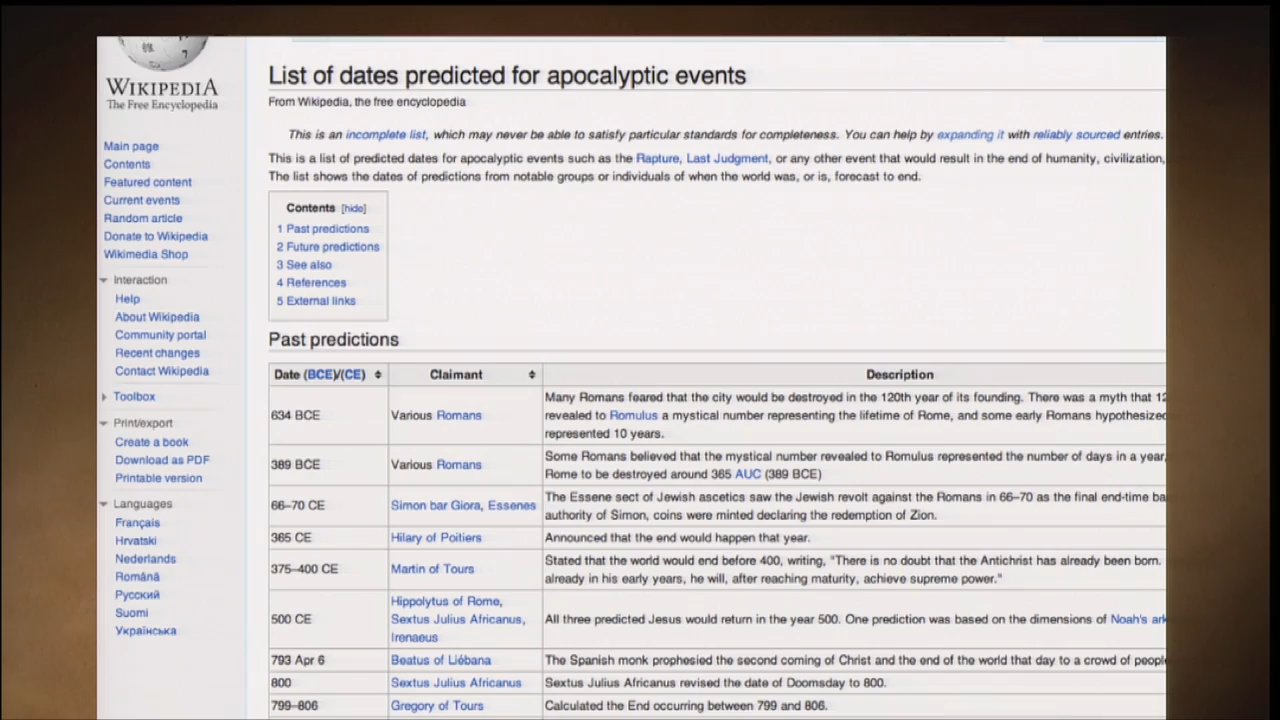 WIKIPEDIA
The Free Encyclopedia
Main page
Contents
Featured content
Current events
Random article
Donate to Wikipedia
Wikimedia Shop
Interaction
Help
About Wikipedia
Community portal
Recent changes
Contact Wikipedia
Toolbox
Print/export
Create a book
Download as PDF
Printable version
Languages
Français
Hrvatski
Nederlands
Română
Русский
Suomi
Українська
List of dates predicted for apocalyptic events
From Wikipedia, the free encyclopedia
This is an incomplete list, which may never be able to satisfy particular standards for completeness. You can help by expanding it with reliably sourced entries.
This is a list of predicted dates for apocalyptic events such as the Rapture, Last Judgment, or any other event that would result in the end of humanity, civilization,
The list shows the dates of predictions from notable groups or individuals of when the world was, or is, forecast to end.
Contents [hide]
1 Past predictions
2 Future predictions
3 See also
4 References
5 External links
Past predictions
Date (BCE)/(CE) Claimant Description
634 BCE Various Romans Many Romans feared that the city would be destroyed in the 120th year of its founding. There was a myth that 12
revealed to Romulus a mystical number representing the lifetime of Rome, and some early Romans hypothesized
represented 10 years.
389 BCE Various Romans Some Romans believed that the mystical number revealed to Romulus represented the number of days in a year,
Rome to be destroyed around 365 AUC (389 BCE)
66–70 CE Simon bar Giora, Essenes The Essene sect of Jewish ascetics saw the Jewish revolt against the Romans in 66–70 as the final end-time ba
authority of Simon, coins were minted declaring the redemption of Zion.
365 CE Hilary of Poitiers Announced that the end would happen that year.
375–400 CE Martin of Tours Stated that the world would end before 400, writing, "There is no doubt that the Antichrist has already been born.
already in his early years, he will, after reaching maturity, achieve supreme power."
500 CE Hippolytus of Rome,
Sextus Julius Africanus,
Irenaeus All three predicted Jesus would return in the year 500. One prediction was based on the dimensions of Noah's ark
793 Apr 6 Beatus of Liébana The Spanish monk prophesied the second coming of Christ and the end of the world that day to a crowd of people
800 Sextus Julius Africanus Sextus Julius Africanus revised the date of Doomsday to 800.
799–806 Gregory of Tours Calculated the End occurring between 799 and 806.